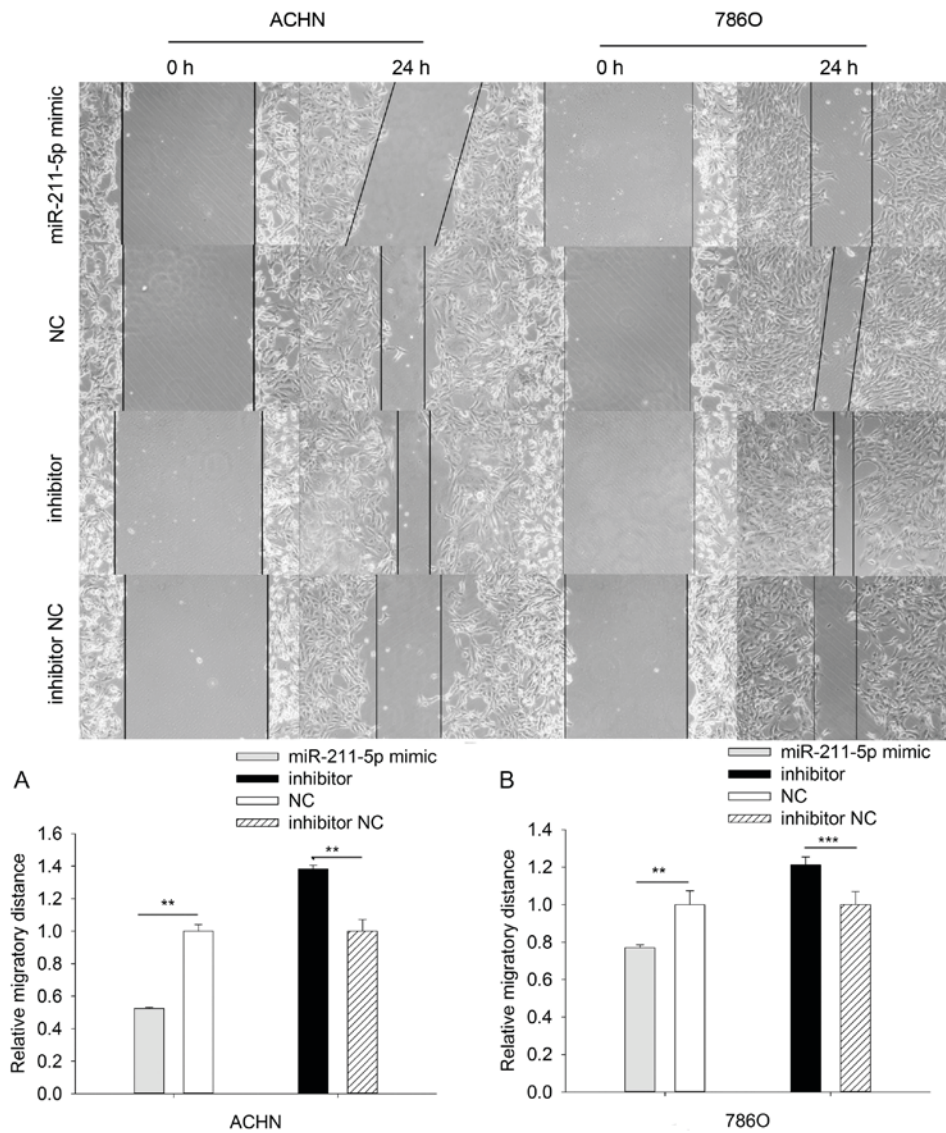 ACHN 786O
0 h 24 h 0 h 24 h
miR-211-5p mimic
NC
inhibitor
inhibitor NC
A
miR-211-5p mimic
inhibitor
NC
inhibitor NC
Relative migratory distance
1.6
1.4
1.2
1.0
0.8
0.6
0.4
0.2
0.0
**
**
ACHN
B
miR-211-5p mimic
inhibitor
NC
inhibitor NC
Relative migratory distance
1.4
1.2
1.0
0.8
0.6
0.4
0.2
0.0
**
***
786O